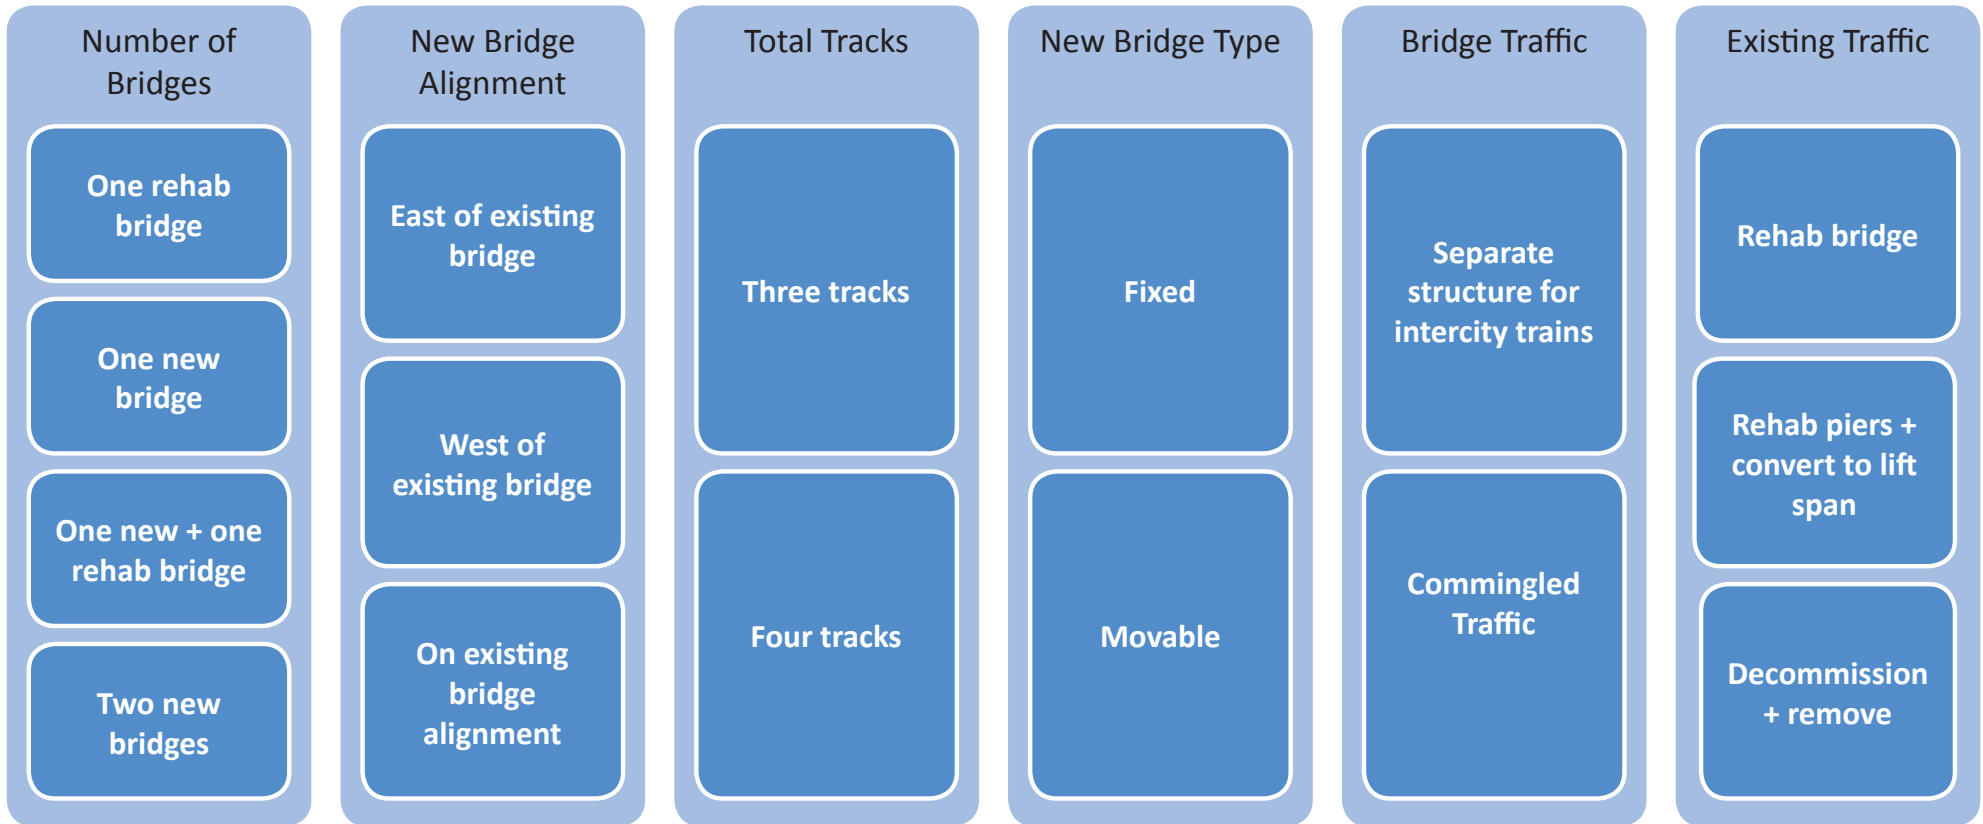 Number of
Bridges
One rehab
bridge
One new
bridge
One new + one
rehab bridge
Two new
bridges
New Bridge
Alignment
East of existing
bridge
West of
existing bridge
On existing
bridge
alignment
Total Tracks
Three tracks
Four tracks
New Bridge Type
Fixed
Movable
Bridge Traffic
Separate
structure for
intercity trains
Commingled
Traffic
Existing Traffic
Rehab bridge
Rehab piers +
convert to lift
span
Decommission
+ remove